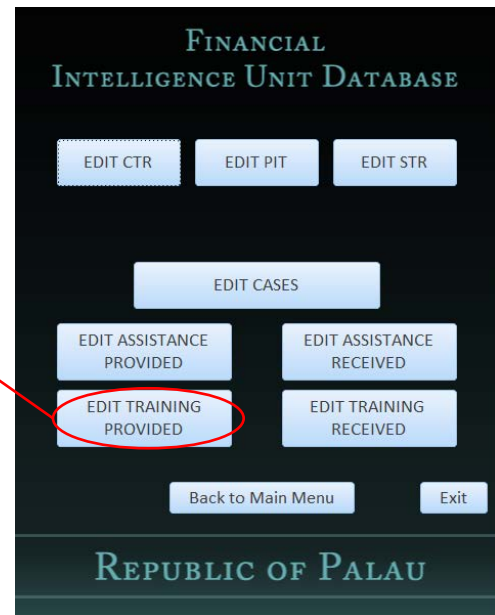 FINANCIAL
INTELLIGENCE UNIT DATABASE
EDIT CTR
EDIT PIT
EDIT STR
EDIT CASES
EDIT ASSISTANCE
PROVIDED
EDIT ASSISTANCE
RECEIVED
EDIT TRAINING
PROVIDED
EDIT TRAINING
RECEIVED
Back to Main Menu
Exit
REPUBLIC OF PALAU